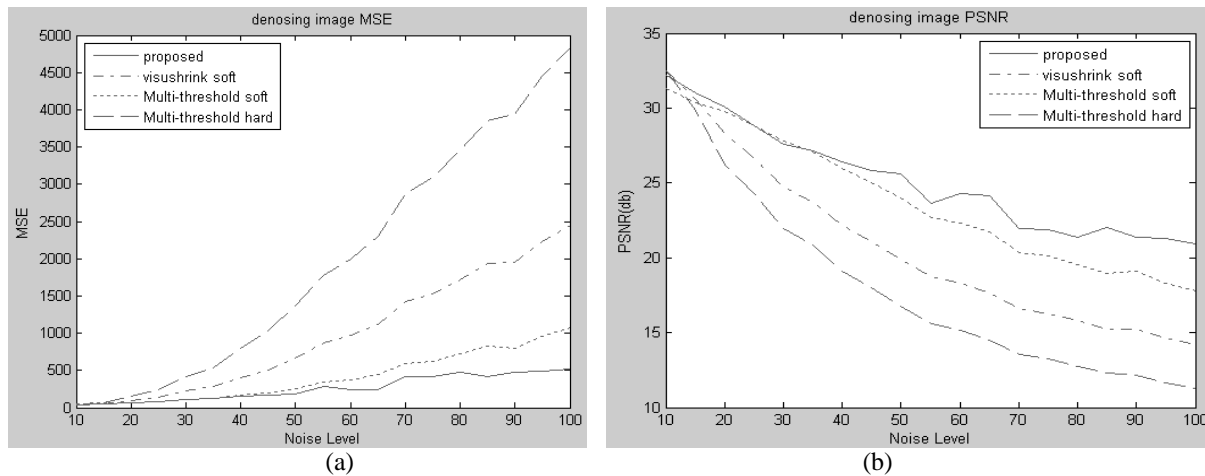 denosing image MSE
5000
4500
4000
3500
3000
2500
2000
1500
1000
500
0
MSE
proposed
visushrink soft
Multi-threshold soft
Multi-threshold hard
10 20 30 40 50 60 70 80 90 100
Noise Level
(a)
denosing image PSNR
35
30
25
20
15
10
PSNR(db)
proposed
visushrink soft
Multi-threshold soft
Multi-threshold hard
10 20 30 40 50 60 70 80 90 100
Noise Level
(b)